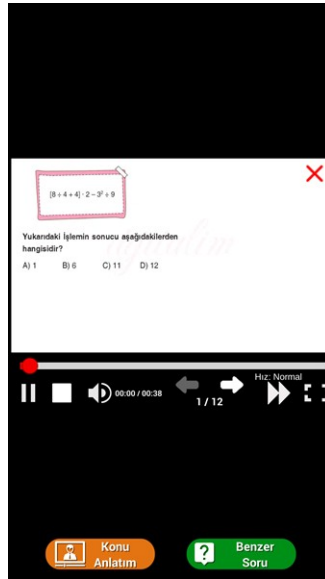 [8 ÷ 4 + 4] · 2 − 3² ÷ 9
Yukarıdaki İşlemin sonucu aşağıdakilerden
hangisidir?
A) 1 B) 6 C) 11 D) 12
Hız: Normal
00:00 / 00:38
1 / 12
Konu
Anlatım
Benzer
Soru